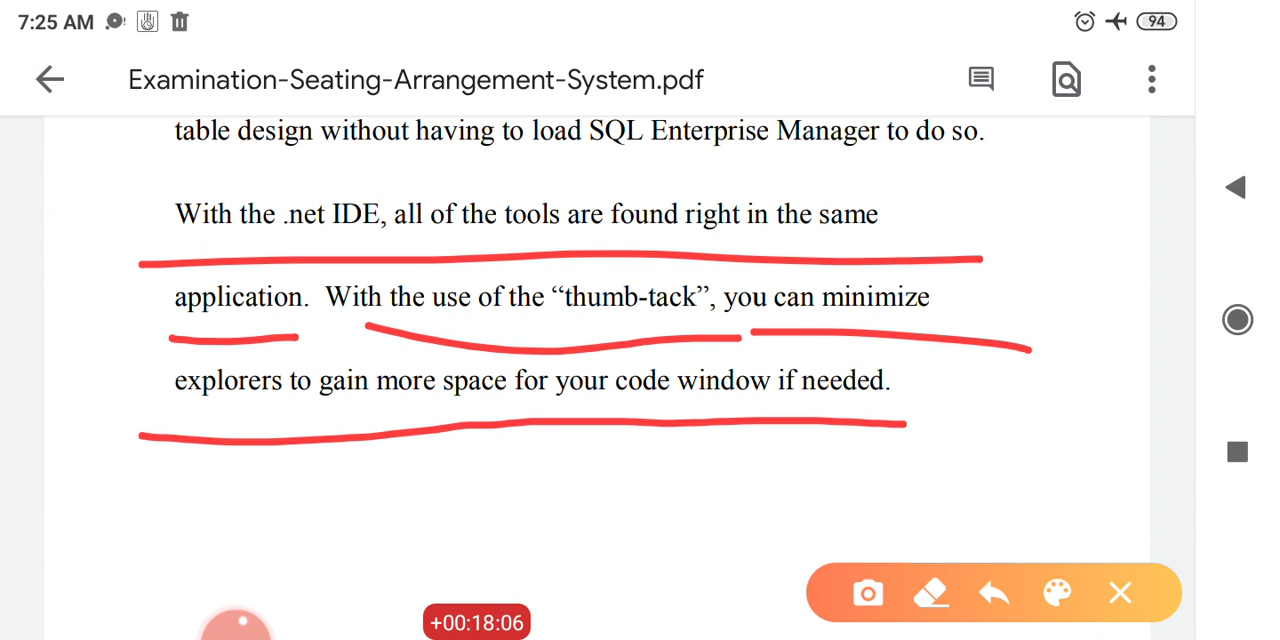 7:25 AM
94
Examination-Seating-Arrangement-System.pdf
table design without having to load SQL Enterprise Manager to do so.
With the .net IDE, all of the tools are found right in the same
application.  With the use of the “thumb-tack”, you can minimize
explorers to gain more space for your code window if needed.
+00:18:06